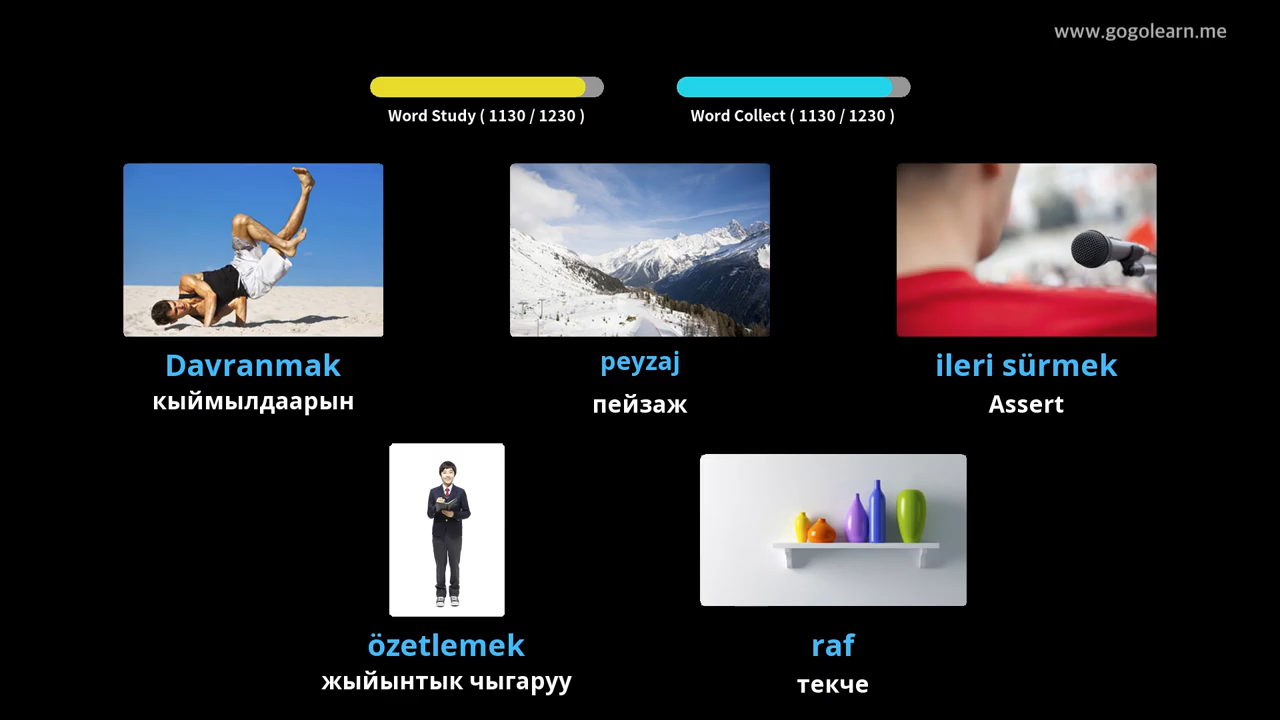 www.gogolearn.me
Word Study ( 1130 / 1230 )
Word Collect ( 1130 / 1230 )
Davranmak
кыймылдаарын
peyzaj
пейзаж
ileri sürmek
Assert
özetlemek
жыйынтык чыгаруу
raf
текче